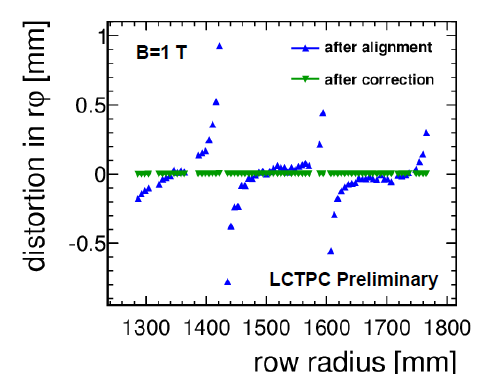 B=1 T
after alignment
after correction
1
0.5
0
-0.5
distortion in rφ [mm]
LCTPC Preliminary
1300 1400 1500 1600 1700 1800
row radius [mm]